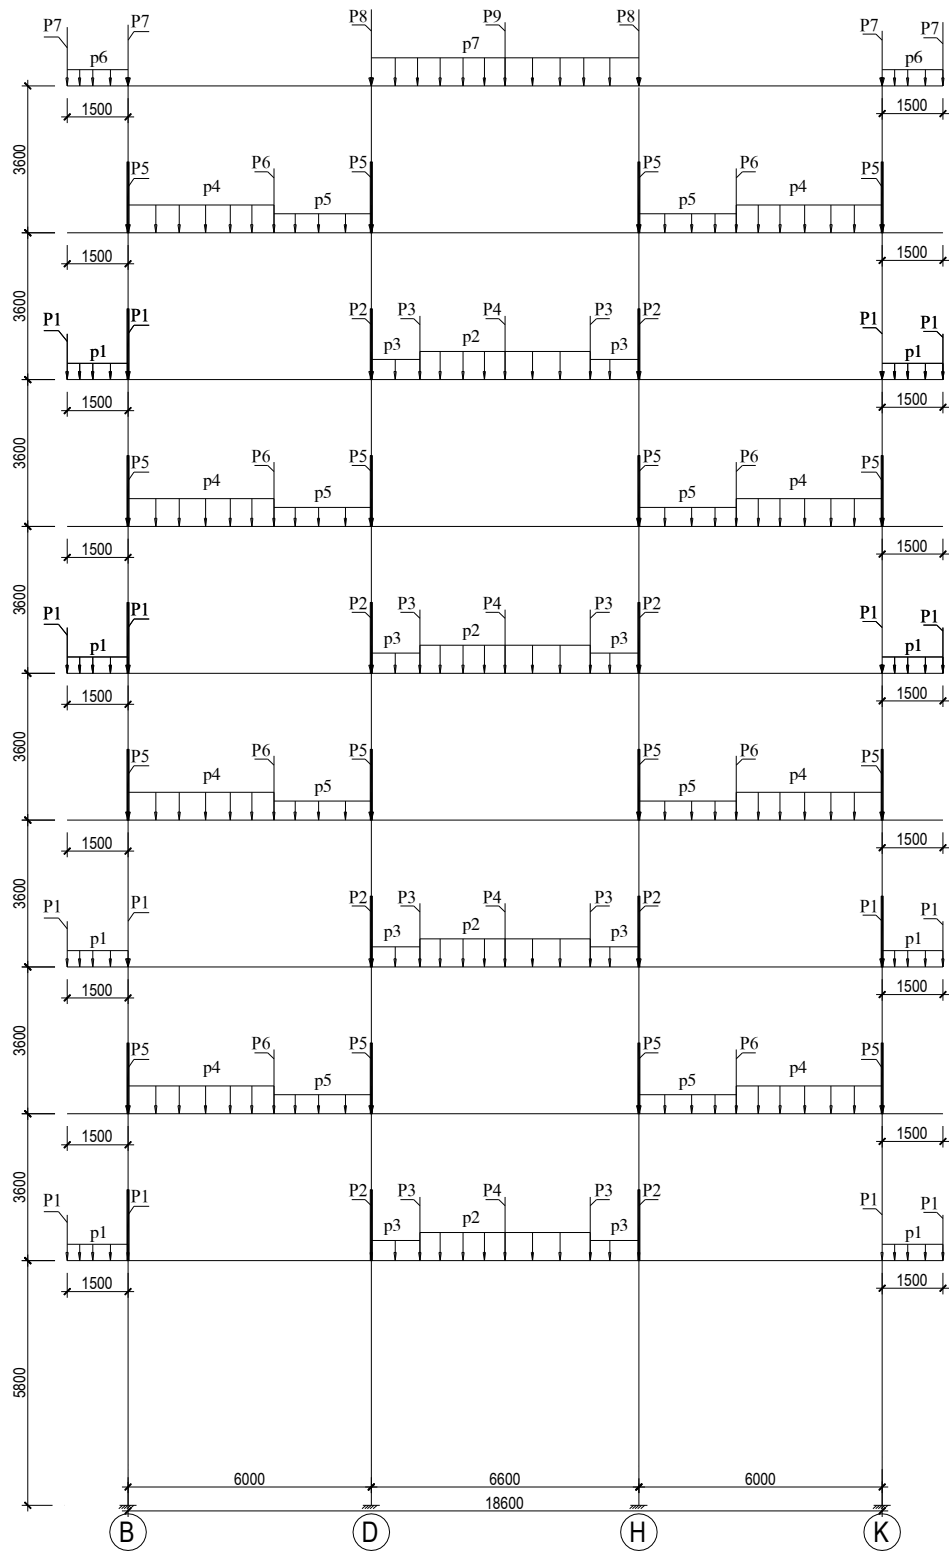 P7 P7 P8 P9 P8 P7 P7
p6 p7 p6
1500 1500
3600
P5 P6 P5 P5 P6 P5
p4 p5 p5 p4
1500 1500
3600
P1 P1 P2 P3 P4 P3 P2 P1 P1
p1 p3 p2 p3 p1
1500 1500
3600
P5 P6 P5 P5 P6 P5
p4 p5 p5 p4
1500 1500
3600
P1 P1 P2 P3 P4 P3 P2 P1 P1
p1 p3 p2 p3 p1
1500 1500
3600
P5 P6 P5 P5 P6 P5
p4 p5 p5 p4
1500 1500
3600
P1 P1 P2 P3 P4 P3 P2 P1 P1
p1 p3 p2 p3 p1
1500 1500
3600
P5 P6 P5 P5 P6 P5
p4 p5 p5 p4
1500 1500
3600
P1 P1 P2 P3 P4 P3 P2 P1 P1
p1 p3 p2 p3 p1
1500 1500
5800
6000 6600 6000
18600
B D H K